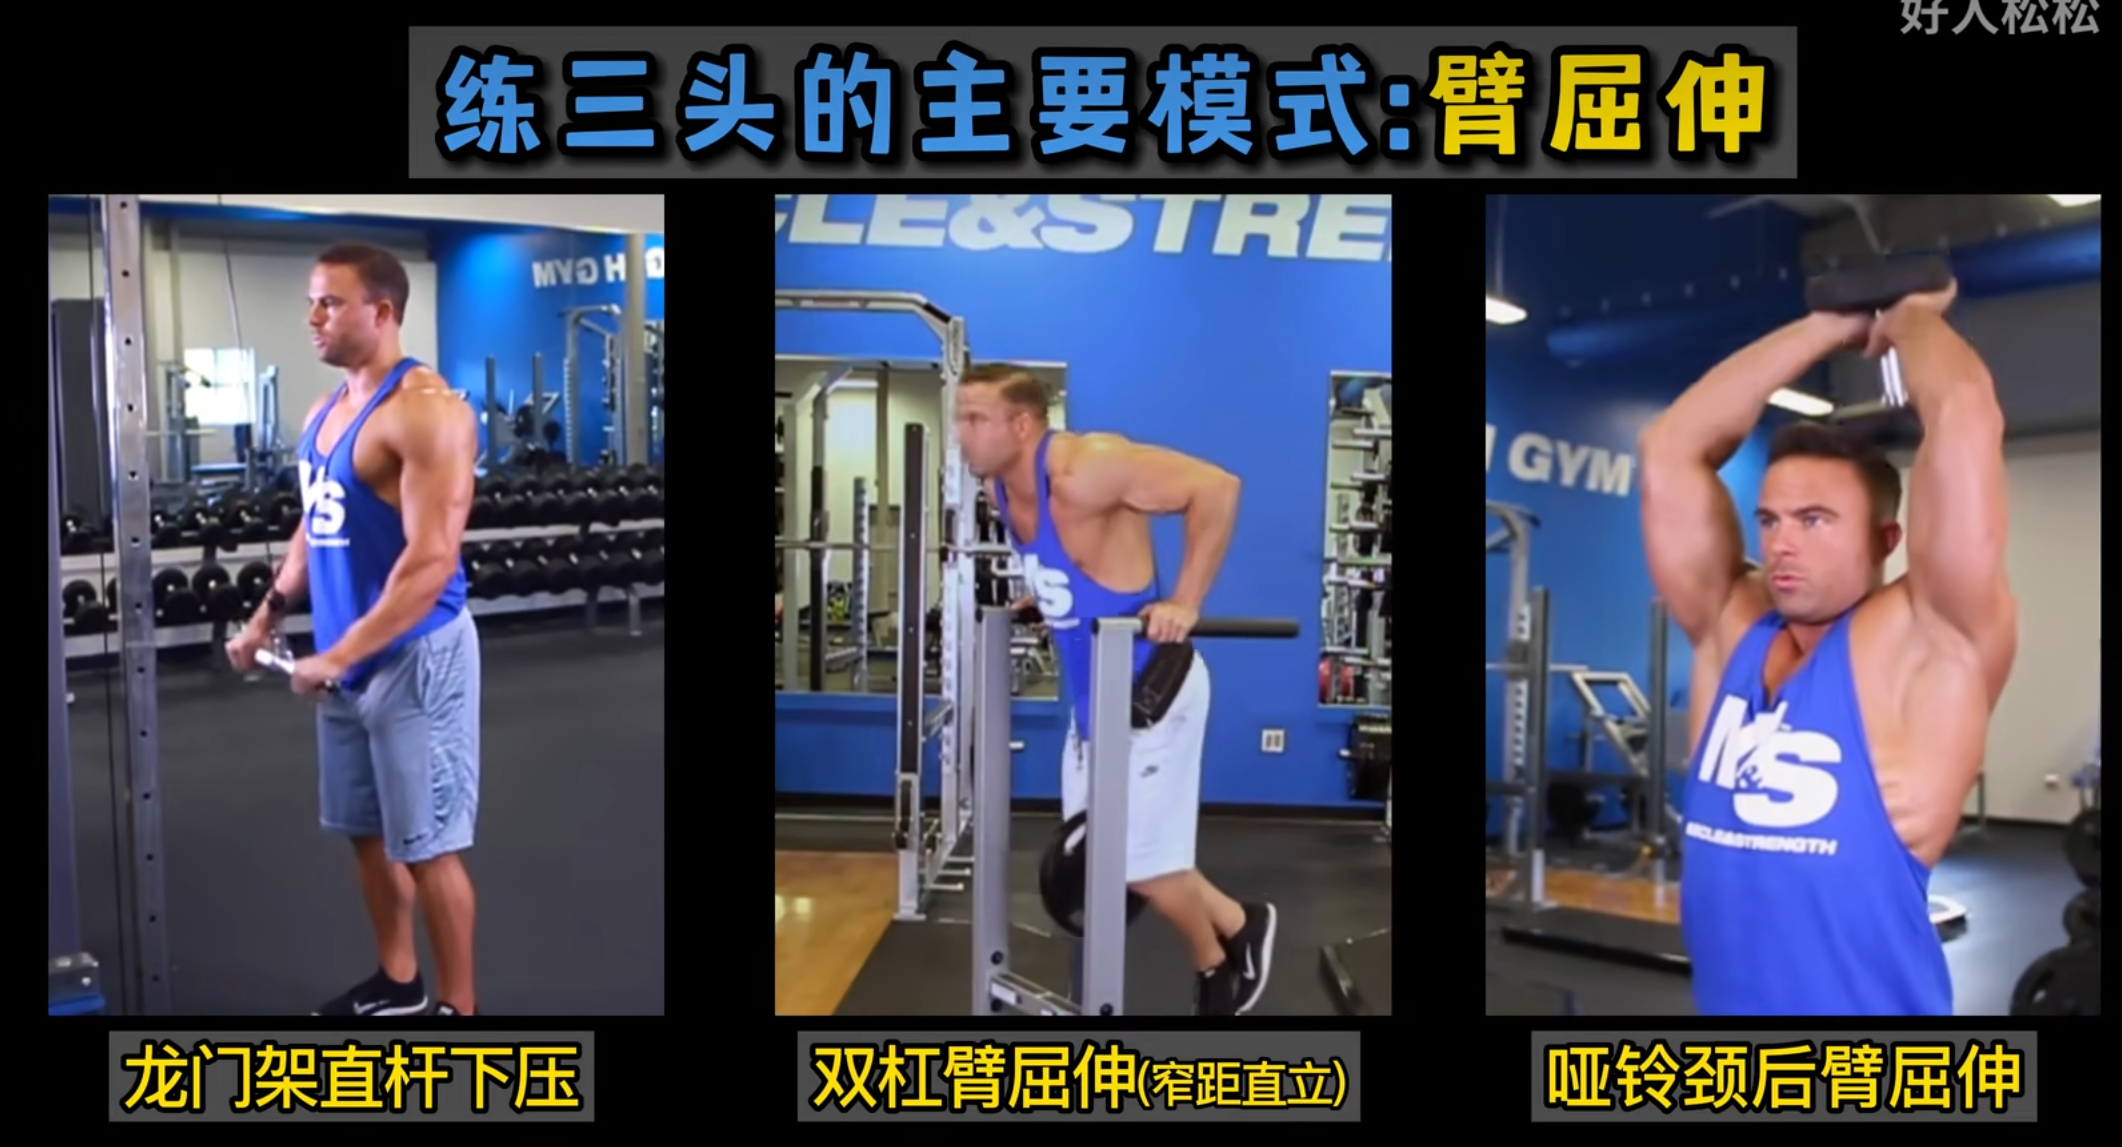 好人松松
练三头的主要模式:臂屈伸
GYM
M&S
CLE&STRE
M&S
GYM
M&S
MUSCLE&STRENGTH
龙门架直杆下压
双杠臂屈伸(窄距直立)
哑铃颈后臂屈伸